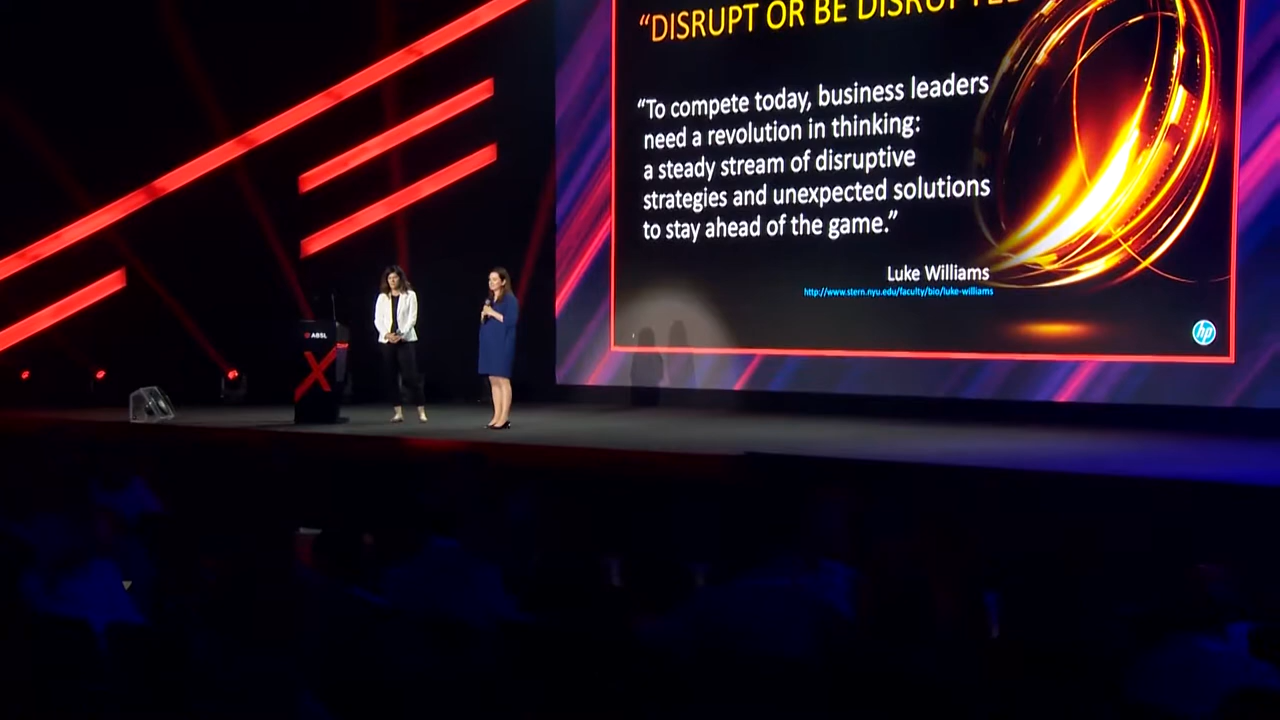 “DISRUPT OR BE DISRUPTED
“To compete today, business leaders
need a revolution in thinking:
a steady stream of disruptive
strategies and unexpected solutions
to stay ahead of the game.”
Luke Williams
http://www.stern.nyu.edu/faculty/bio/luke-williams
hp
ABSL
X